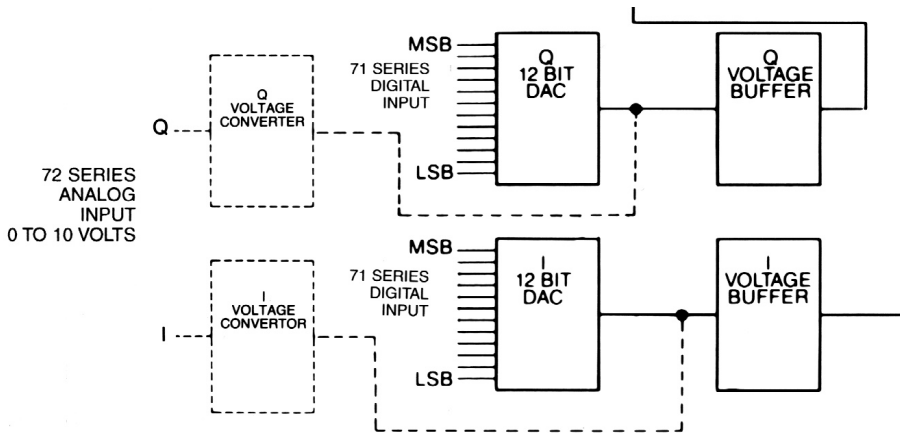 MSB
71 SERIES
DIGITAL
INPUT
LSB
Q
12 BIT
DAC
Q
VOLTAGE
BUFFER
Q
VOLTAGE
CONVERTER
Q
72 SERIES
ANALOG
INPUT
0 TO 10 VOLTS
MSB
71 SERIES
DIGITAL
INPUT
LSB
I
12 BIT
DAC
I
VOLTAGE
BUFFER
I
VOLTAGE
CONVERTOR
I